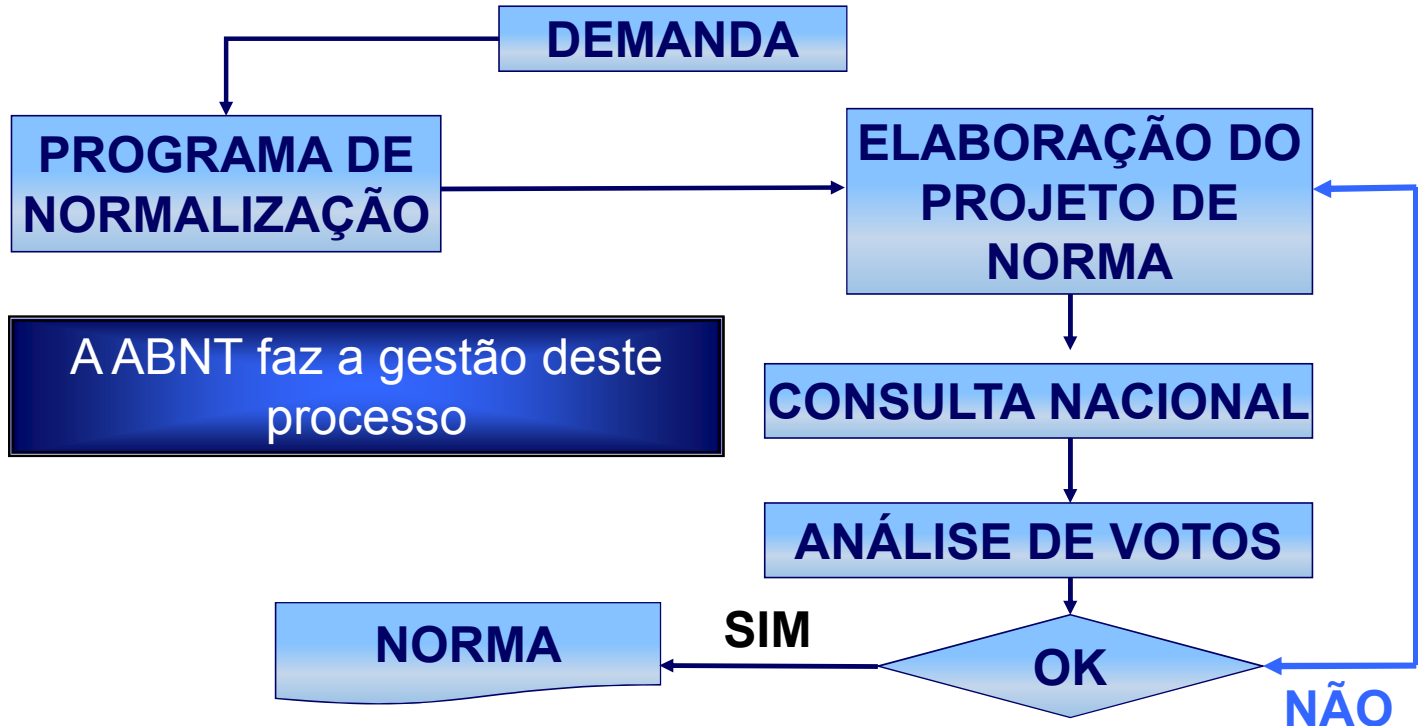 DEMANDA
PROGRAMA DE
NORMALIZAÇÃO
ELABORAÇÃO DO
PROJETO DE
NORMA
A ABNT faz a gestão deste
processo
CONSULTA NACIONAL
ANÁLISE DE VOTOS
NORMA
SIM
OK
NÃO